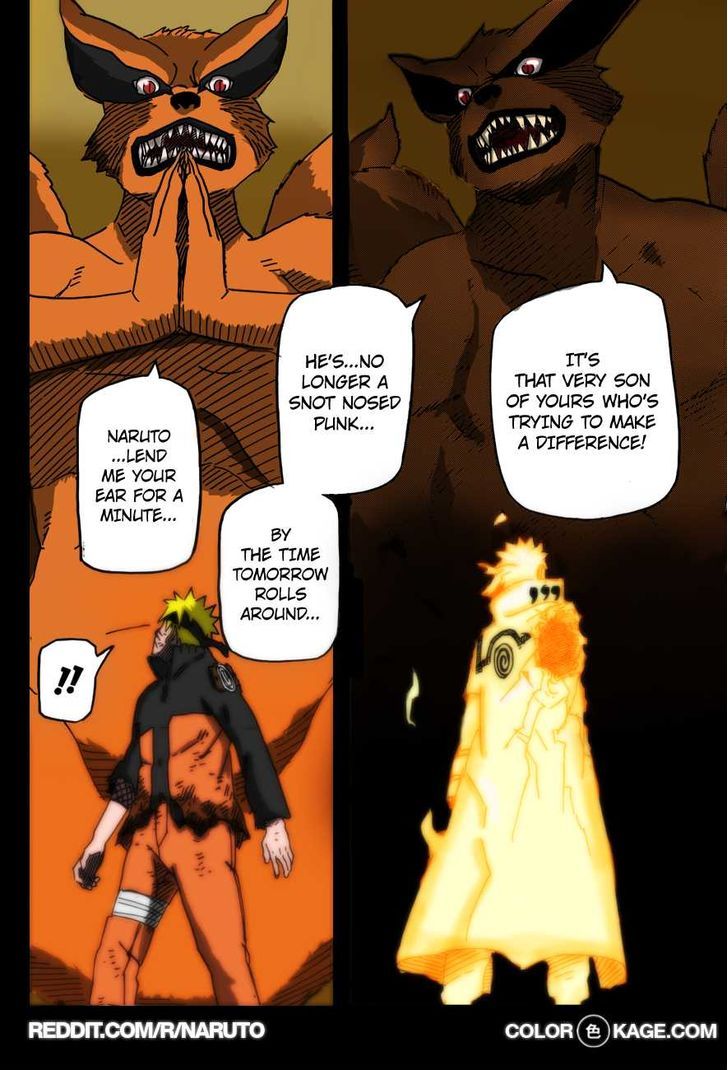 IT'S
THAT VERY SON
OF YOURS WHO'S
TRYING TO MAKE
A DIFFERENCE!
HE'S...NO
LONGER A
SNOT NOSED
PUNK...
BY
THE TIME
TOMORROW
ROLLS
AROUND...
NARUTO
...LEND
ME YOUR
EAR FOR A
MINUTE...
!!
REDDIT.COM/R/NARUTO
COLOR 色 KAGE.COM